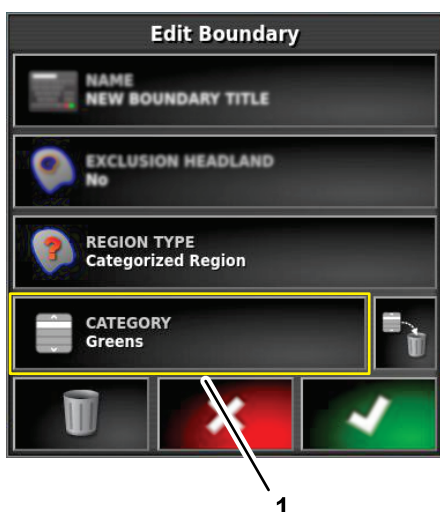 Edit Boundary
NAME
NEW BOUNDARY TITLE
EXCLUSION HEADLAND
No
REGION TYPE
Categorized Region
CATEGORY
Greens
1